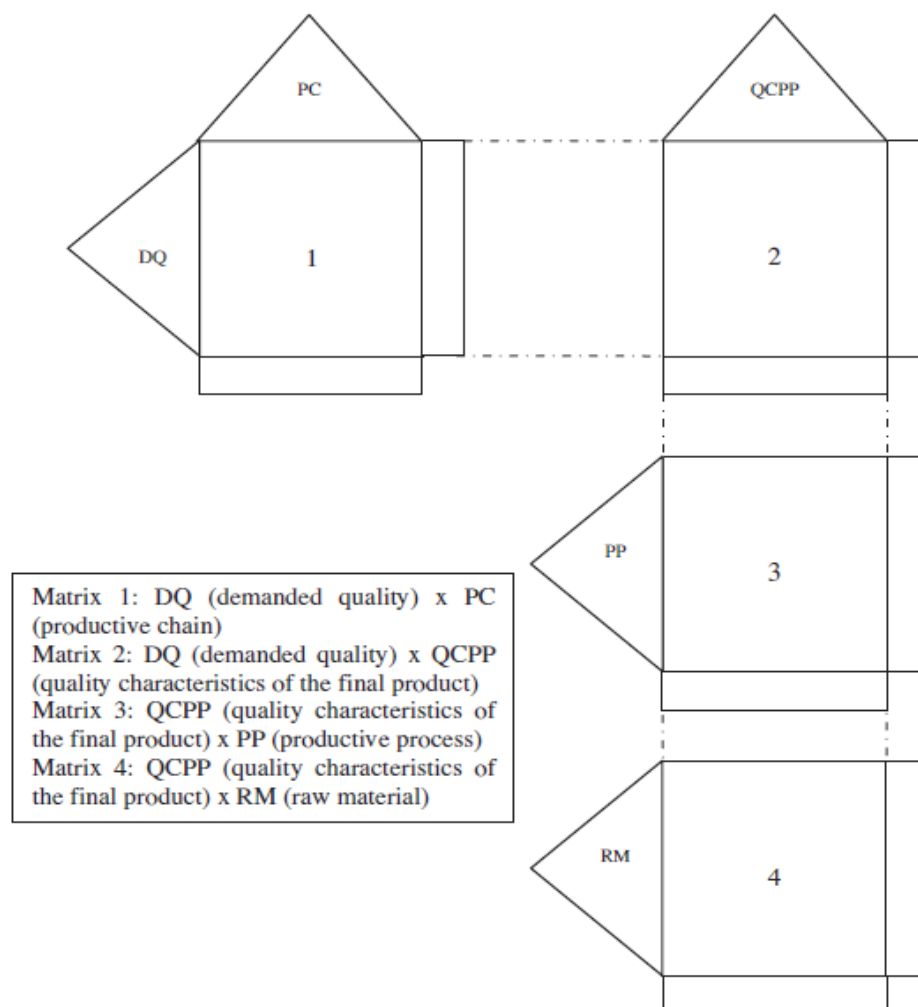 PC
QCPP
DQ
1
2
PP
3
Matrix 1: DQ (demanded quality) x PC
(productive chain)
Matrix 2: DQ (demanded quality) x QCPP
(quality characteristics of the final product)
Matrix 3: QCPP (quality characteristics of
the final product) x PP (productive process)
Matrix 4: QCPP (quality characteristics of
the final product) x RM (raw material)
RM
4